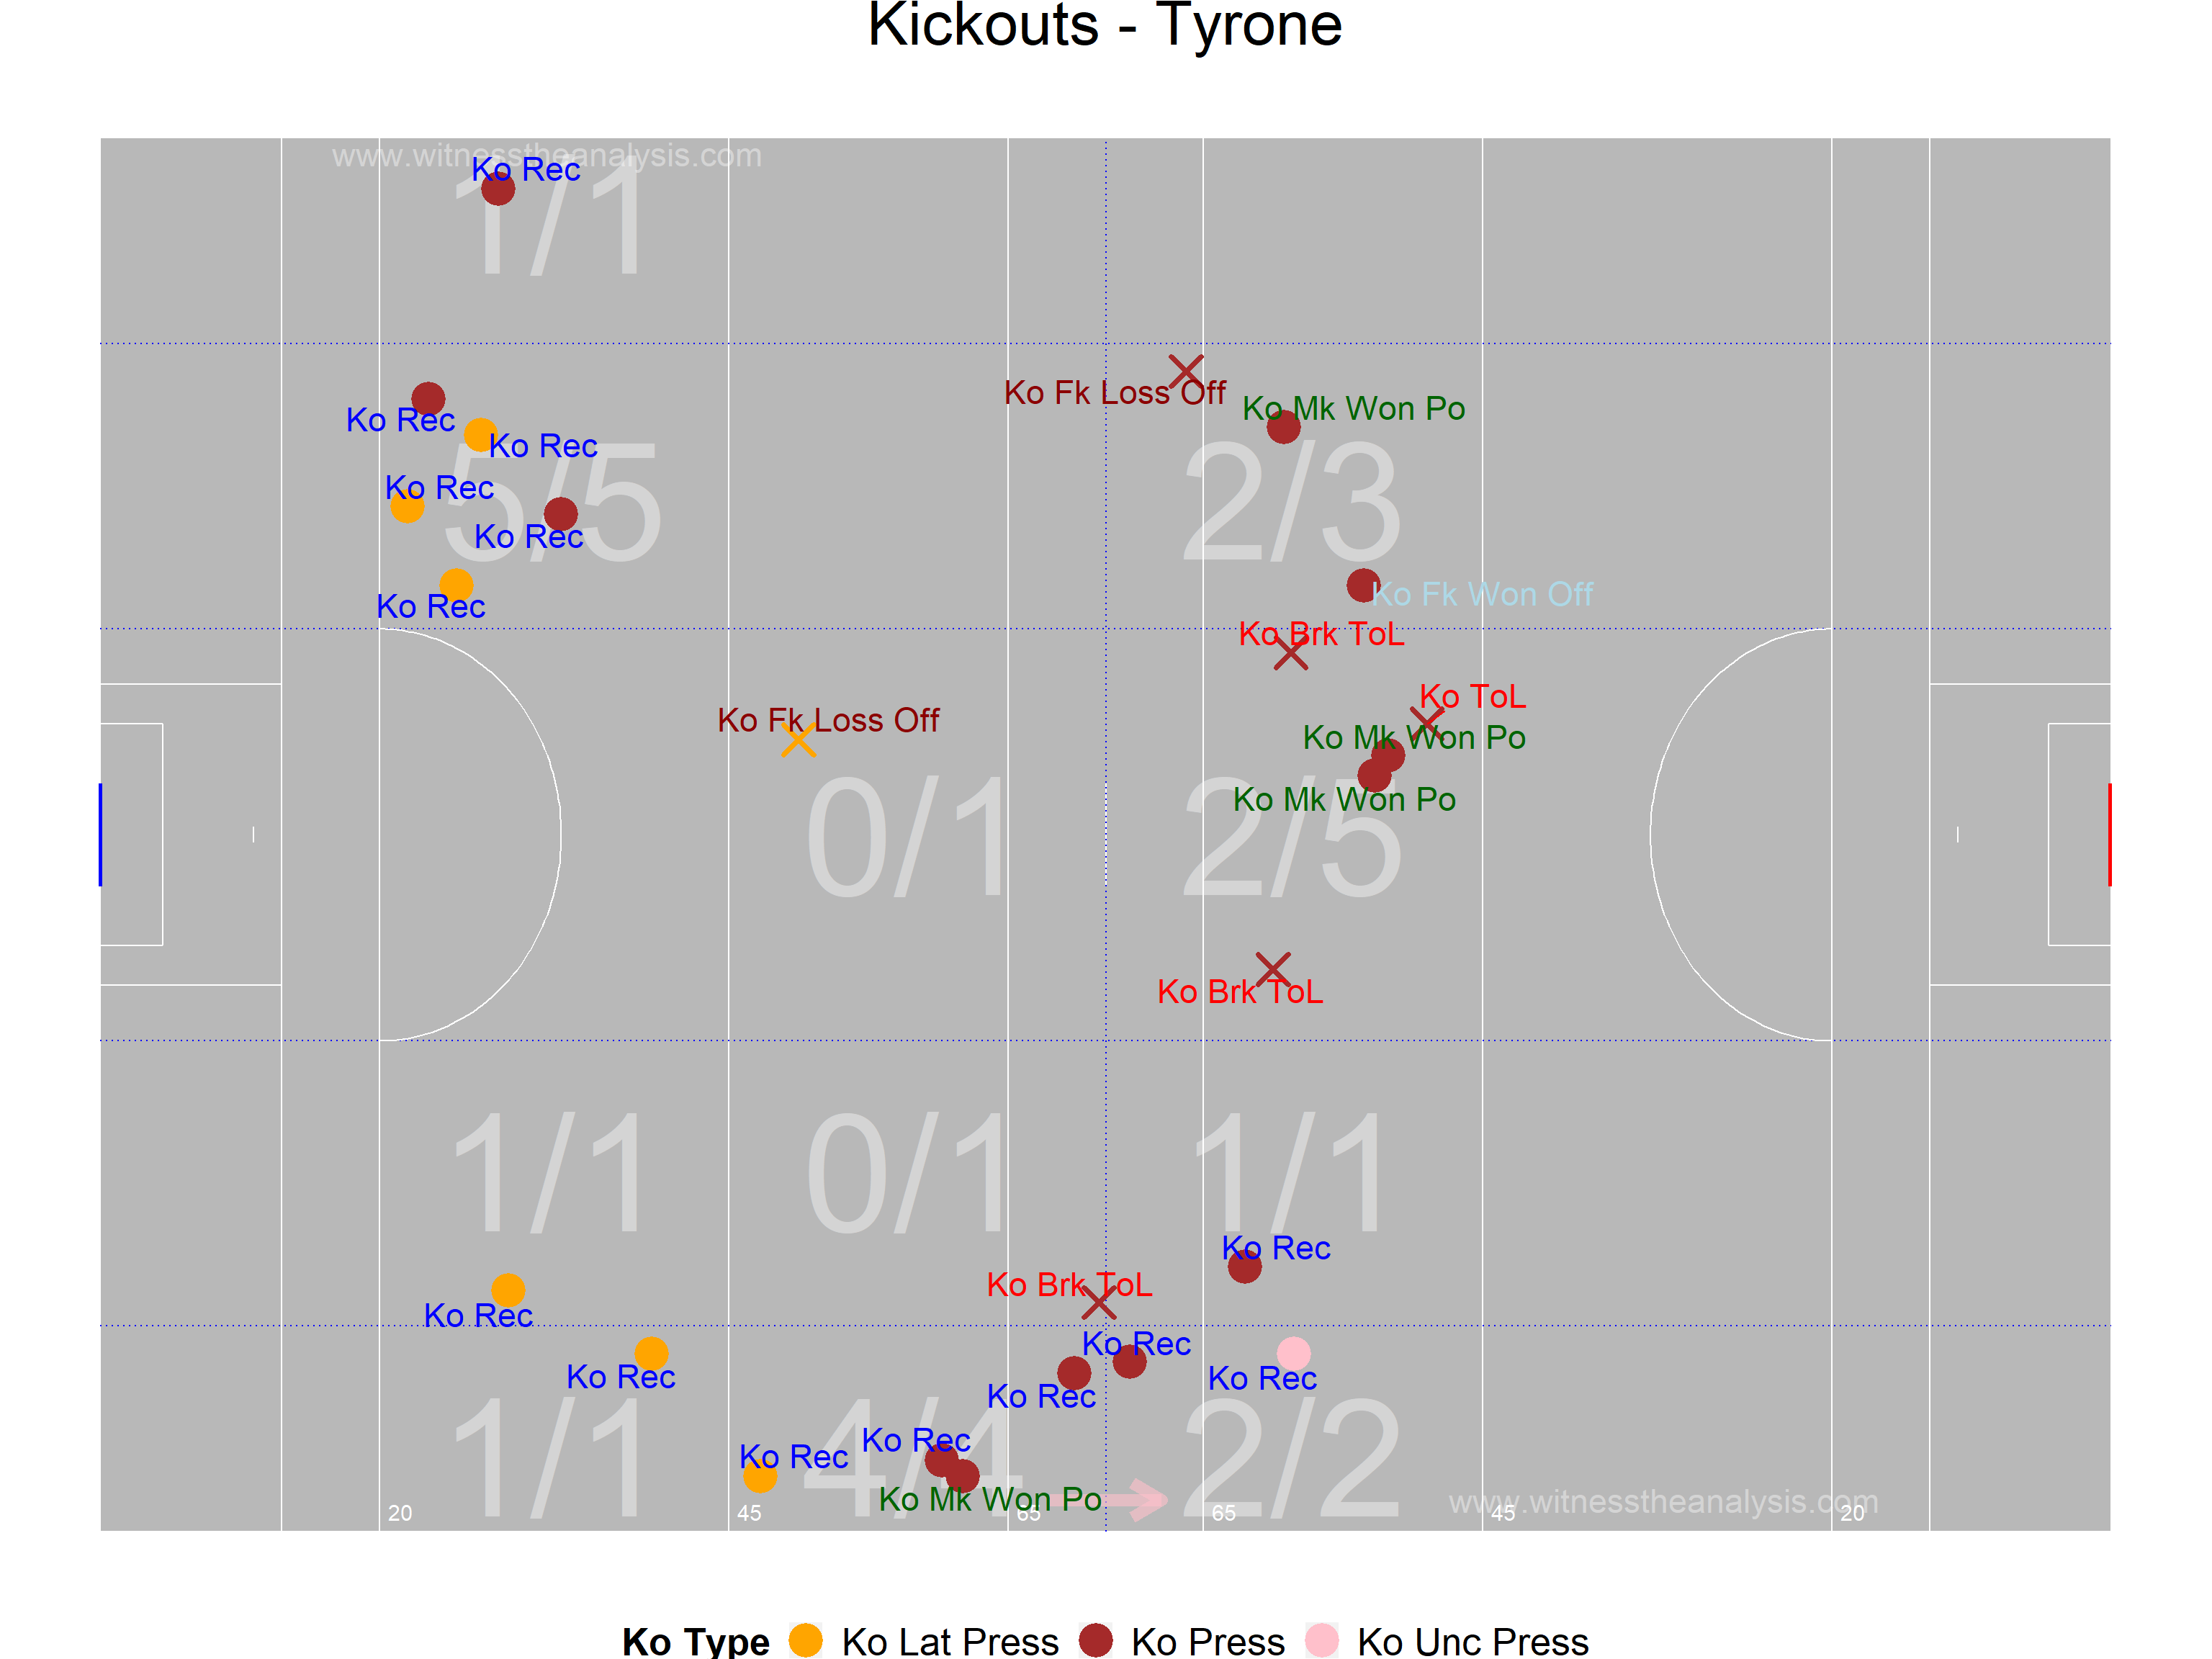 Kickouts - Tyrone
www.witnesstheanalysis.com
Ko Rec
1/1
Ko Fk Loss Off
Ko Rec
Ko Mk Won Po
Ko Rec
Ko Rec
5/5
2/3
Ko Rec
Ko Rec
Ko Fk Won Off
Ko Brk ToL
Ko ToL
Ko Fk Loss Off
Ko Mk Won Po
Ko Mk Won Po
0/1
2/5
Ko Brk ToL
1/1
0/1
1/1
Ko Rec
Ko Brk ToL
Ko Rec
Ko Rec
Ko Rec
Ko Rec
Ko Rec
Ko Rec
Ko Rec
1/1
4/4
2/2
Ko Mk Won Po
www.witnesstheanalysis.com
20
45
65
65
45
20
Ko Type Ko Lat Press Ko Press Ko Unc Press